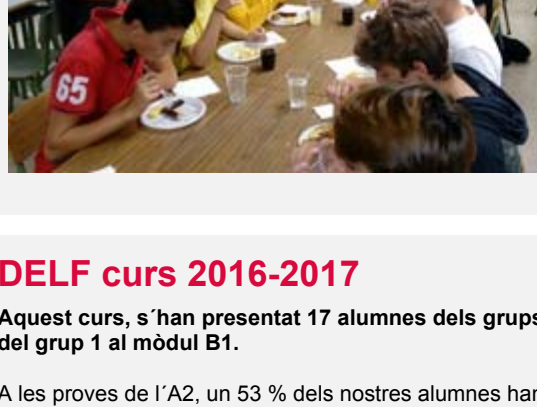 65
DELF curs 2016-2017
Aquest curs, s´han presentat 17 alumnes dels grups
del grup 1 al mòdul B1.
A les proves de l´A2, un 53 % dels nostres alumnes han